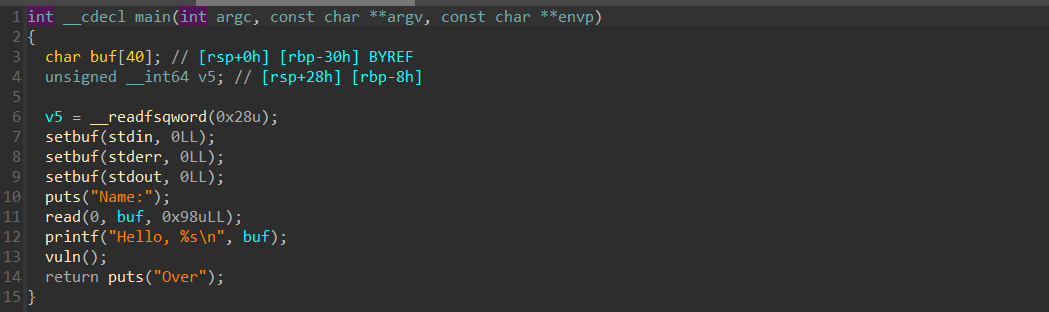 1 int __cdecl main(int argc, const char **argv, const char **envp)
2 {
3   char buf[40]; // [rsp+0h] [rbp-30h] BYREF
4   unsigned __int64 v5; // [rsp+28h] [rbp-8h]
5
6   v5 = __readfsqword(0x28u);
7   setbuf(stdin, 0LL);
8   setbuf(stderr, 0LL);
9   setbuf(stdout, 0LL);
10   puts("Name:");
11   read(0, buf, 0x98uLL);
12   printf("Hello, %s\n", buf);
13   vuln();
14   return puts("Over");
15 }